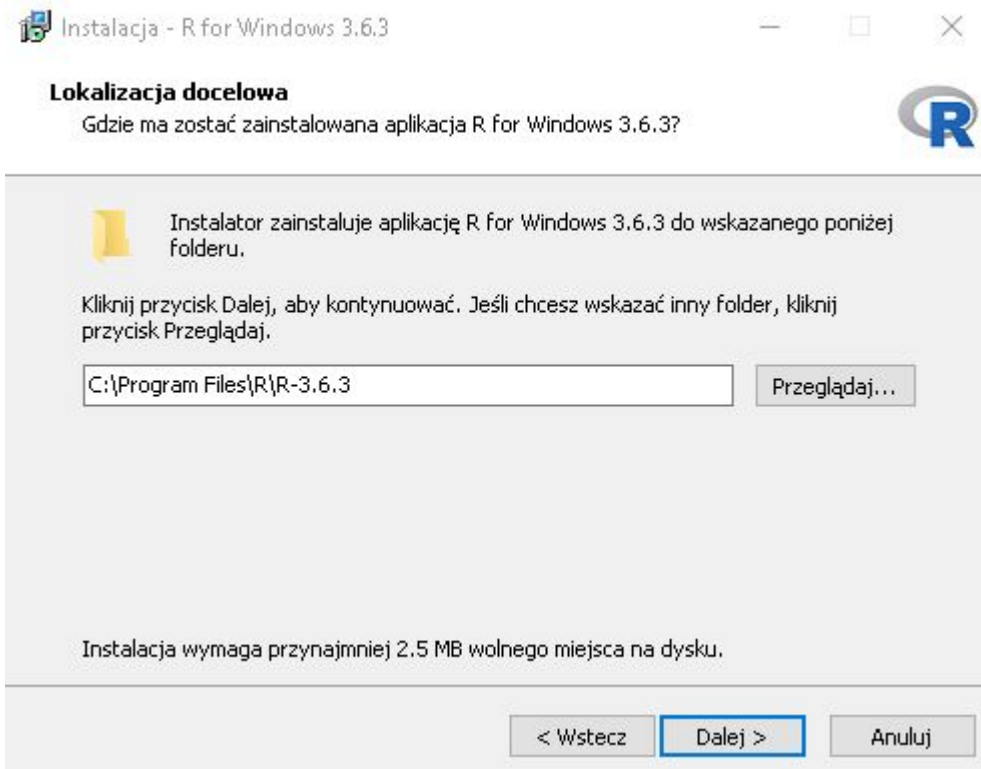 Instalacja - R for Windows 3.6.3
Lokalizacja docelowa
Gdzie ma zostać zainstalowana aplikacja R for Windows 3.6.3?
R
Instalator zainstaluje aplikację R for Windows 3.6.3 do wskazanego poniżej
folderu.
Kliknij przycisk Dalej, aby kontynuować. Jeśli chcesz wskazać inny folder, kliknij
przycisk Przeglądaj.
C:\Program Files\R\R-3.6.3
Przeglądaj...
Instalacja wymaga przynajmniej 2.5 MB wolnego miejsca na dysku.
< Wstecz
Dalej >
Anuluj